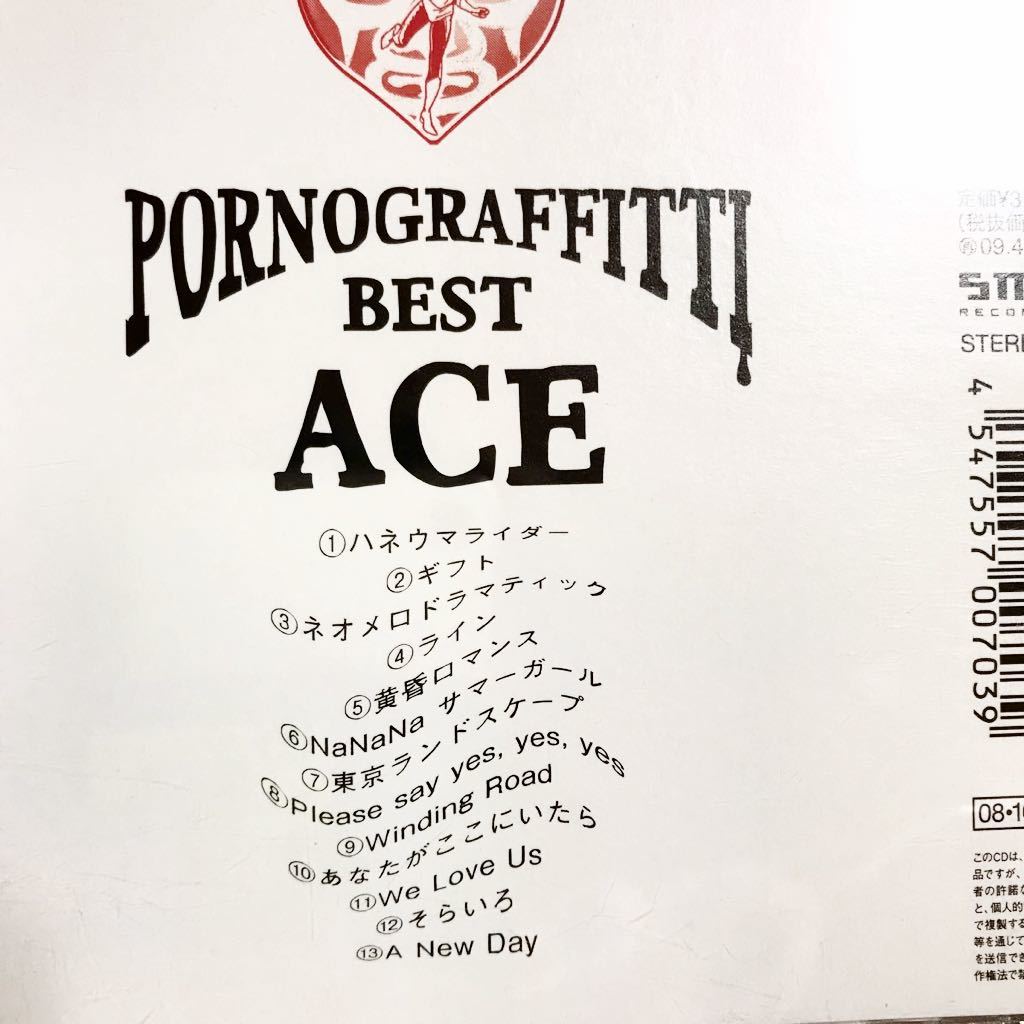 PORNOGRAFFITTI
BEST
ACE
①ハネウマライダー
②ギフト
③ネオメロドラマティック
④ライン
⑤黄昏ロマンス
⑥NaNaNa サマーガール
⑦東京ランドスケープ
⑧Please say yes, yes, yes
⑨Winding Road
⑩あなたがここにいたら
⑪We Love Us
⑫そらいろ
⑬A New Day
定価¥3
(税抜価
09.4
RECO
STERE
4 547557 007039
08•10
このCDは、
品ですが、
者の許諾
と、個人的
で複製する
等を通じて
を送信でき
作権法で禁